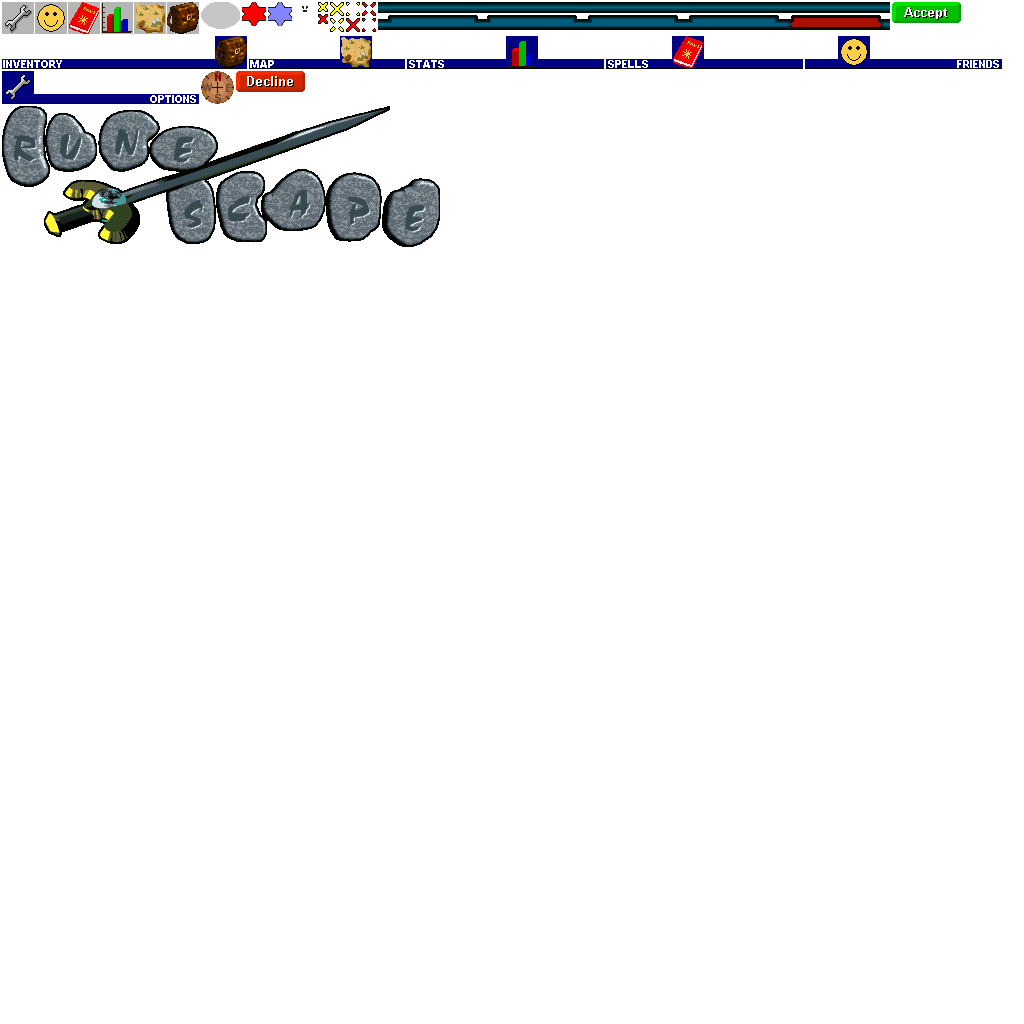 Accept
INVENTORY
MAP
STATS
SPELLS
FRIENDS
OPTIONS
N
W E
S
Decline
RUNE
SCAPE